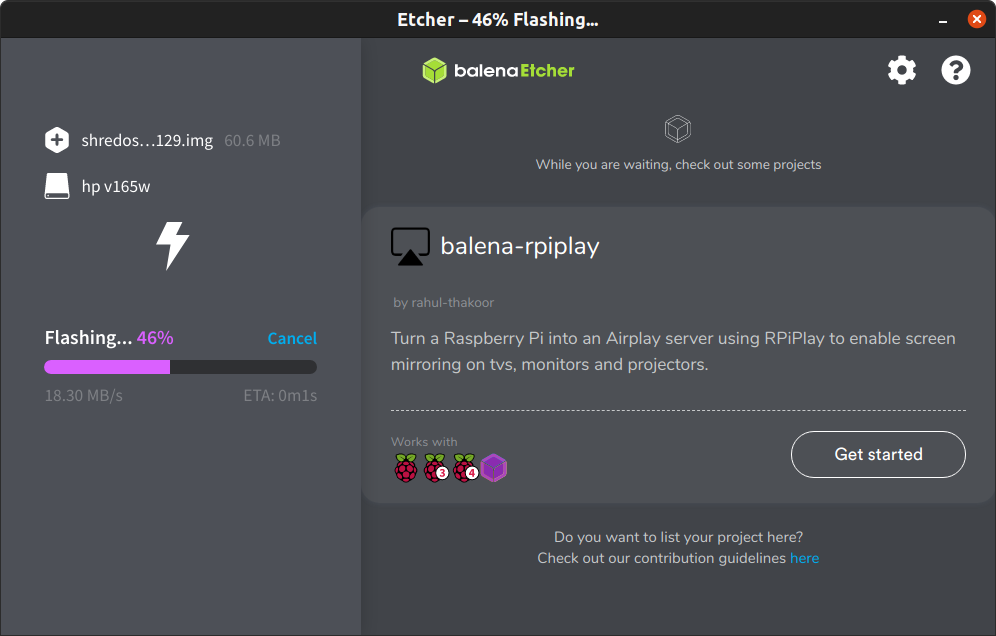 Etcher – 46% Flashing…
balenaEtcher
shredos…129.img 60.6 MB
hp v165w
Flashing... 46% Cancel
18.30 MB/s ETA: 0m1s
While you are waiting, check out some projects
balena-rpiplay
by rahul-thakoor
Turn a Raspberry Pi into an Airplay server using RPiPlay to enable screen
mirroring on tvs, monitors and projectors.
Works with
3 4
Get started
Do you want to list your project here?
Check out our contribution guidelines here